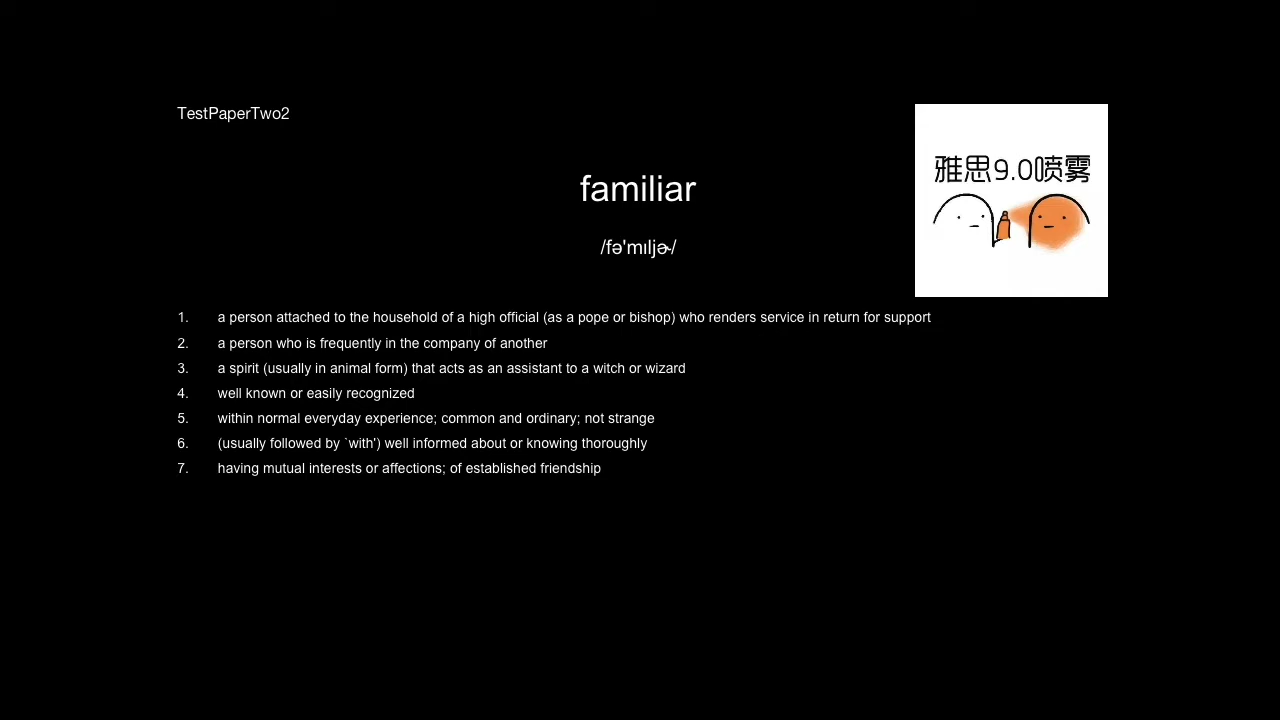 TestPaperTwo2
雅思9.0喷雾
familiar
/fə'mɪljɚ/
1. a person attached to the household of a high official (as a pope or bishop) who renders service in return for support
2. a person who is frequently in the company of another
3. a spirit (usually in animal form) that acts as an assistant to a witch or wizard
4. well known or easily recognized
5. within normal everyday experience; common and ordinary; not strange
6. (usually followed by `with') well informed about or knowing thoroughly
7. having mutual interests or affections; of established friendship